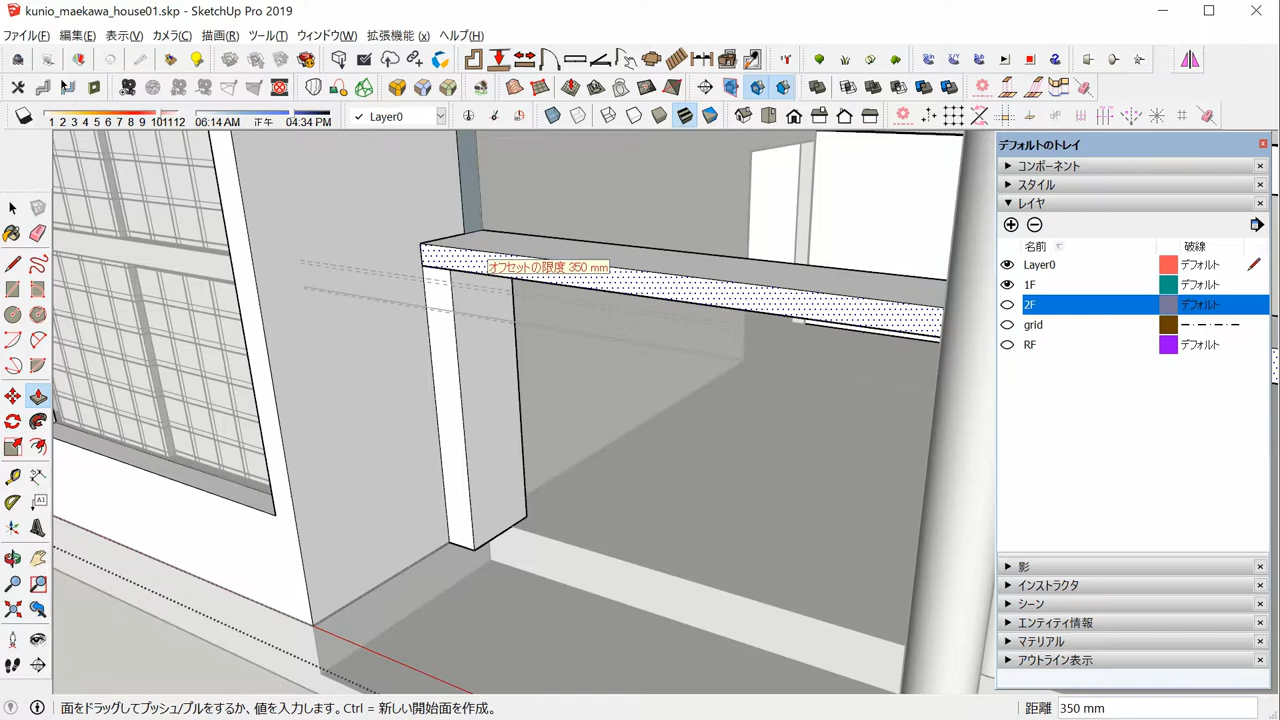 kunio_maekawa_house01.skp - SketchUp Pro 2019
ファイル(F) 編集(E) 表示(V) カメラ(C) 描画(R) ツール(T) ウィンドウ(W) 拡張機能 (x) ヘルプ(H)
1 2 3 4 5 6 7 8 9 101112 06:14 AM 正午 04:34 PM Layer0
デフォルトのトレイ
コンポーネント
スタイル
レイヤ
名前 破線
Layer0 デフォルト
1F デフォルト
2F デフォルト
grid
RF デフォルト
オフセットの限度 350 mm
A1
影
インストラクタ
シーン
エンティティ情報
マテリアル
アウトライン表示
面をドラッグしてプッシュ/プルをするか、値を入力します。Ctrl = 新しい開始面を作成。 距離 350 mm